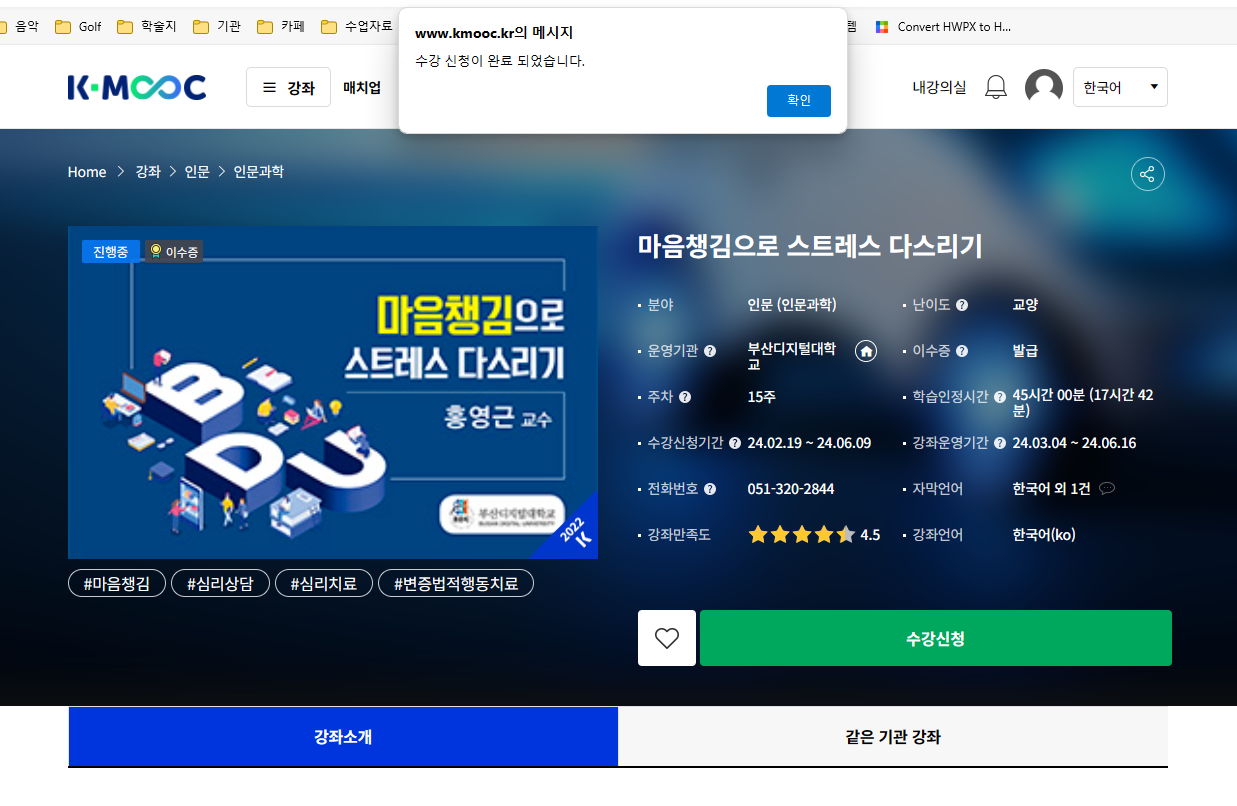 음악 Golf 학술지 기관 카페 수업자료
템 Convert HWPX to H...
www.kmooc.kr의 메시지
수강 신청이 완료 되었습니다.
확인
K-MOOC
강좌 매치업
내강의실 한국어
Home > 강좌 > 인문 > 인문과학
진행중 이수증
마음챙김으로
스트레스 다스리기
홍영근 교수
부산디지털대학교
BUSAN DIGITAL UNIVERSITY
BDU
2022
K
#마음챙김 #심리상담 #심리치료 #변증법적행동치료
마음챙김으로 스트레스 다스리기
분야 인문 (인문과학) 난이도 ? 교양
운영기관 ? 부산디지털대학
교
이수증 ? 발급
주차 ? 15주 학습인정시간 ? 45시간 00분 (17시간 42
분)
수강신청기간 ? 24.02.19 ~ 24.06.09 강좌운영기간 ? 24.03.04 ~ 24.06.16
전화번호 ? 051-320-2844 자막언어 한국어 외 1건
강좌만족도 4.5 강좌언어 한국어(ko)
수강신청
강좌소개 같은 기관 강좌